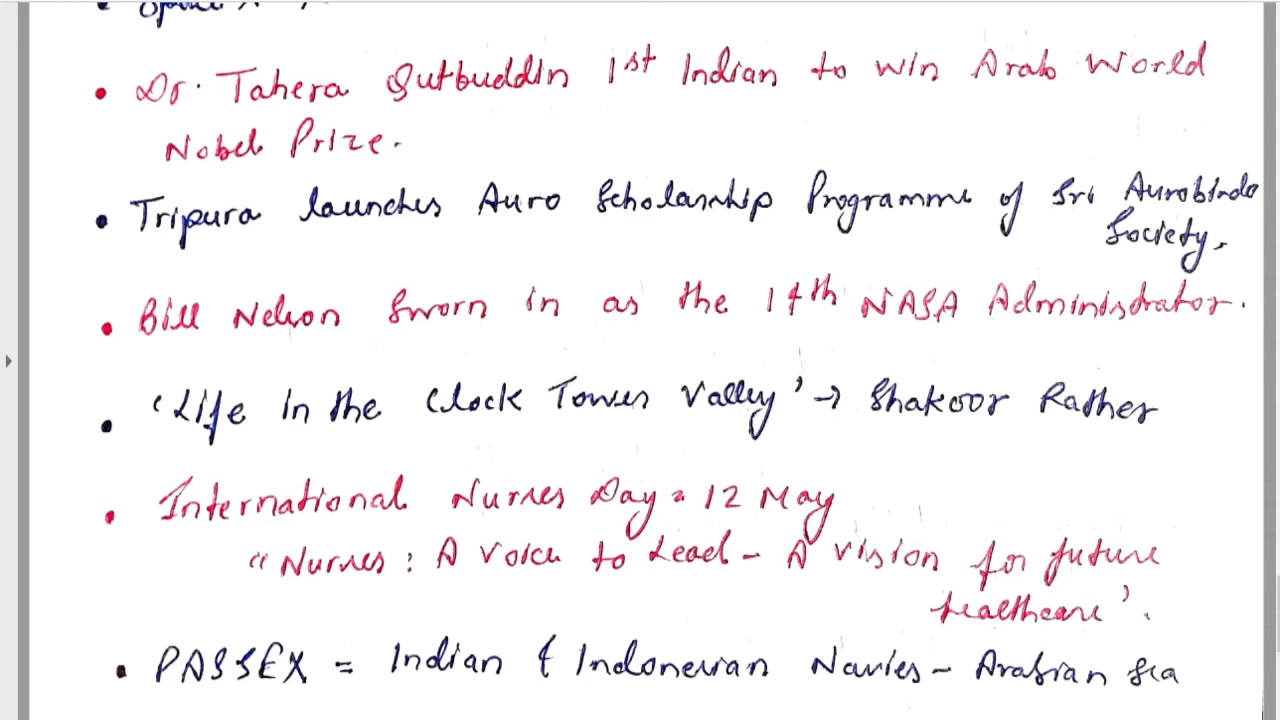 • Dr. Tahera Qutbuddin 1st Indian to win Arab World
Nobel Prize.
• Tripura launches Auro Scholarship Programme of Sri Aurobindo
Society.
• Bill Nelson Sworn in as the 14th NASA Administrator.
• 'Life in the Clock Tower Valley' → Shakoor Rather
• International Nurses Day = 12 May
"Nurses : A Voice to Lead - A vision for future
healthcare'.
• PASSEX = Indian & Indonesian Navies - Arabian Sea